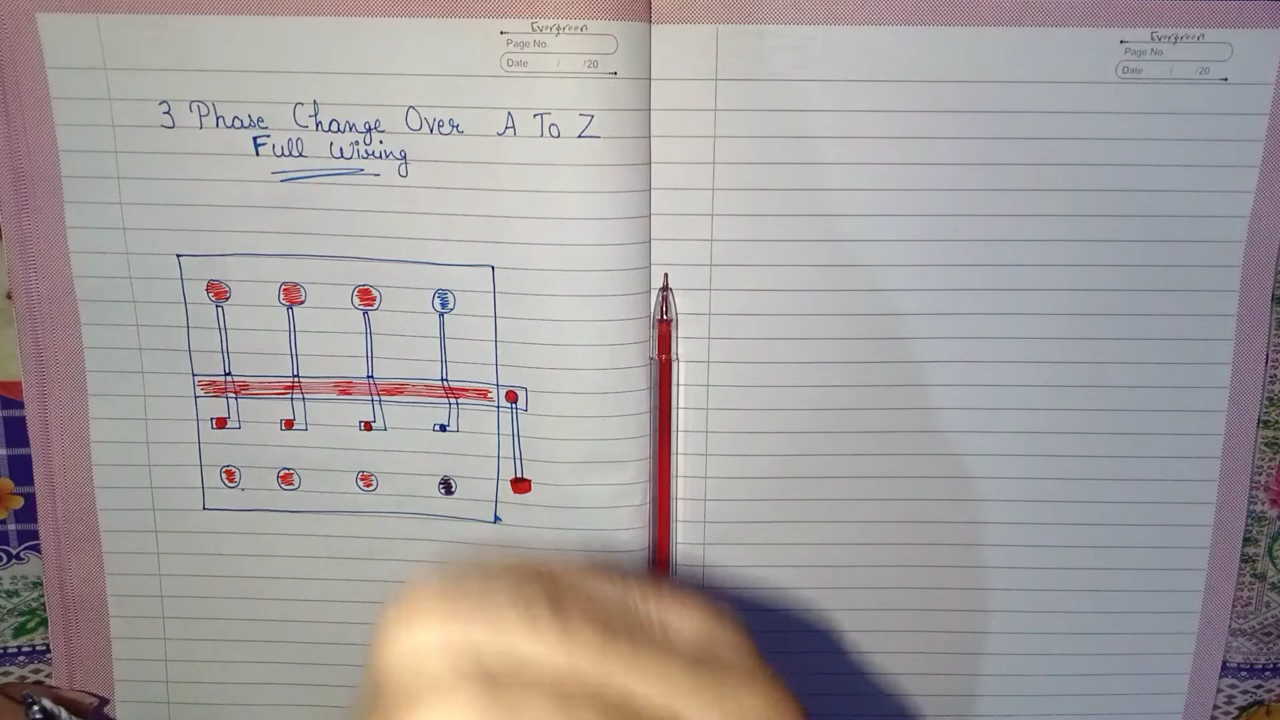 Evergreen
Page No
Date / /20
Evergreen
Page No
Date / /20
3 Phase Change Over A To Z
Full Wiring